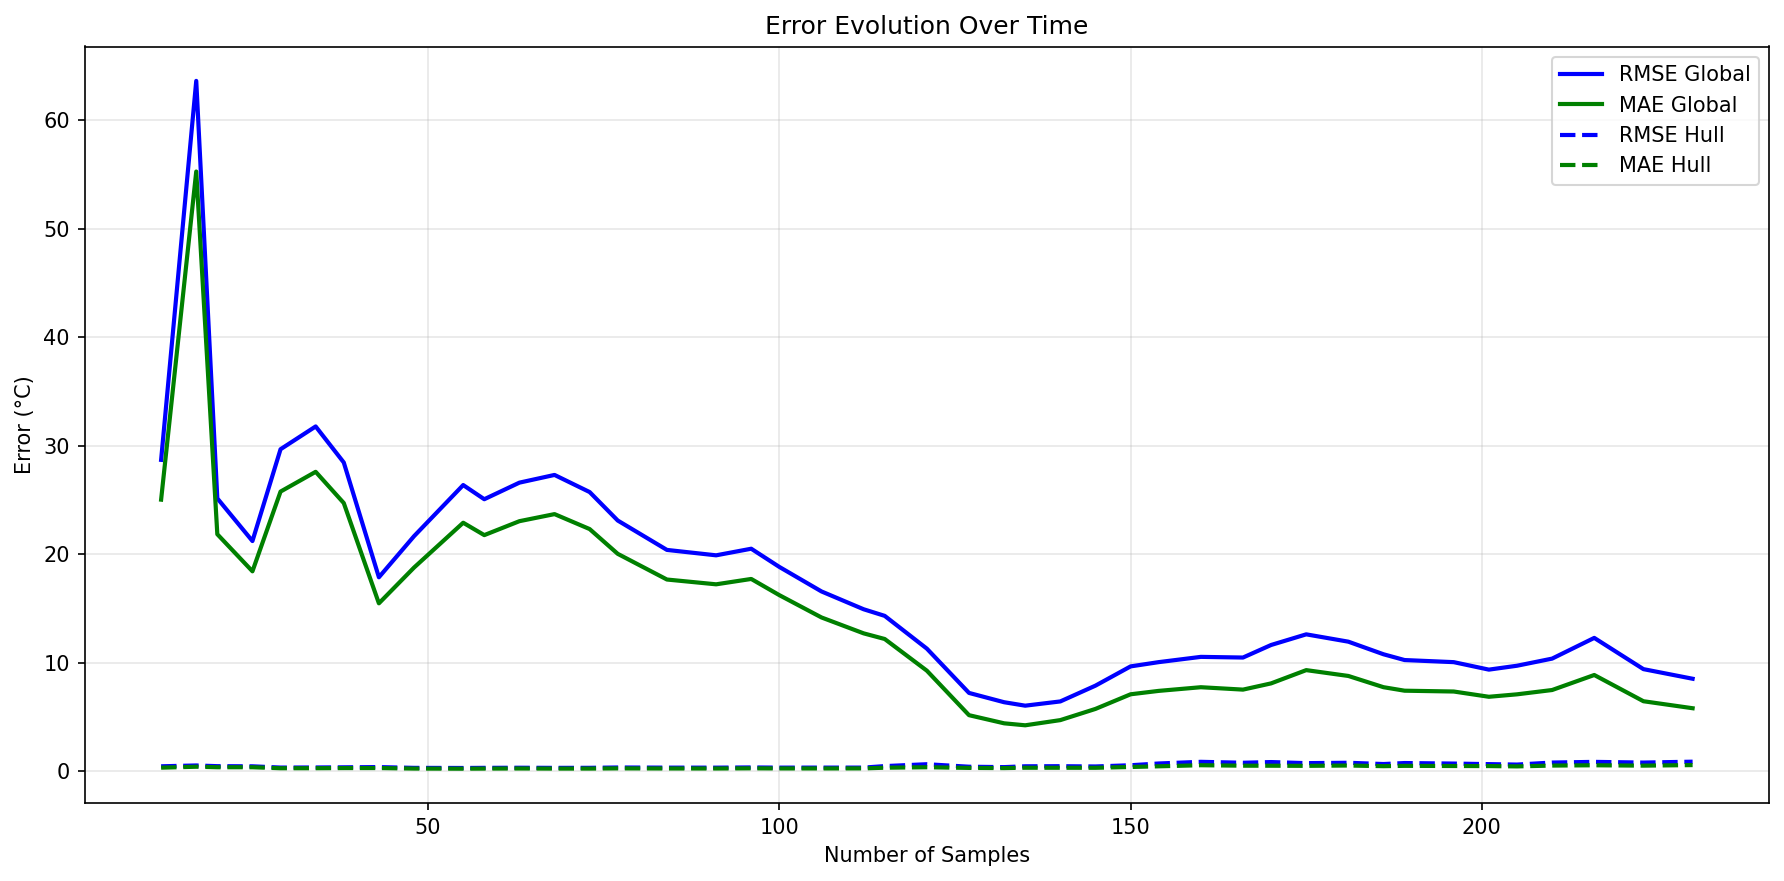 Error Evolution Over Time
RMSE Global
MAE Global
RMSE Hull
MAE Hull
Error (°C)
60
50
40
30
20
10
0
50
100
150
200
Number of Samples